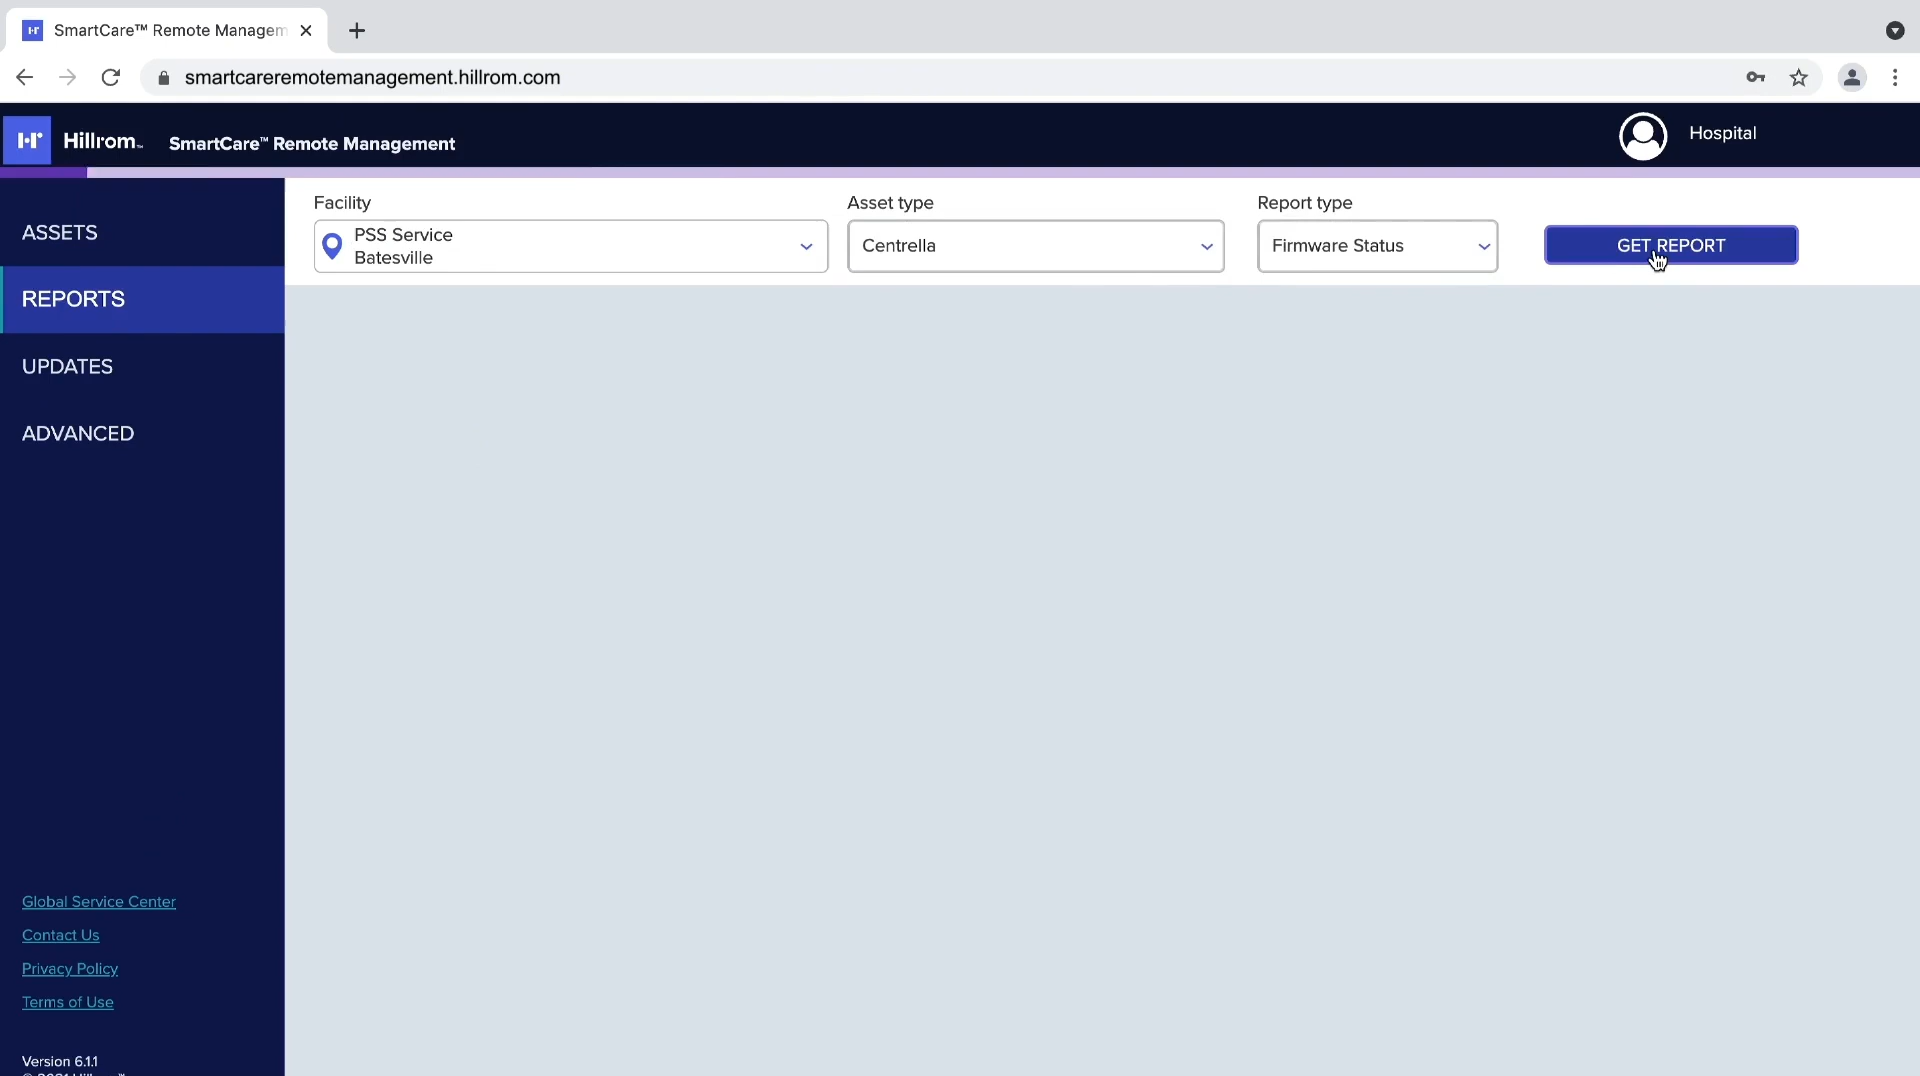 SmartCare™ Remote Managem
smartcareremotemanagement.hillrom.com
Hillrom™
SmartCare™ Remote Management
Hospital
ASSETS
REPORTS
UPDATES
ADVANCED
Facility
PSS Service
Batesville
Asset type
Centrella
Report type
Firmware Status
GET REPORT
Global Service Center
Contact Us
Privacy Policy
Terms of Use
Version 6.1.1